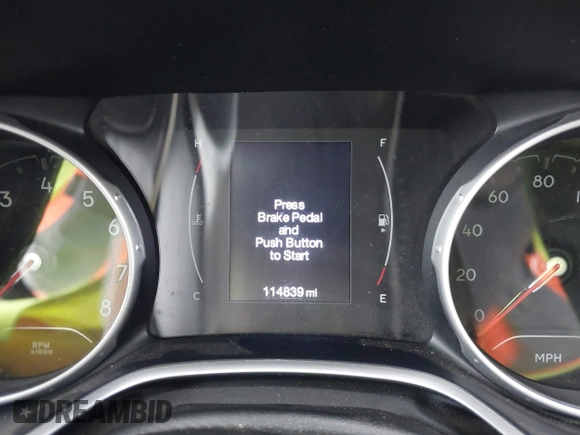 H
F
3 4 5 6 7 8
RPM
x1000
C
Press
Brake Pedal
and
Push Button
to Start
114839 mi
E
0 20 40 60 80
MPH
DREAMBID